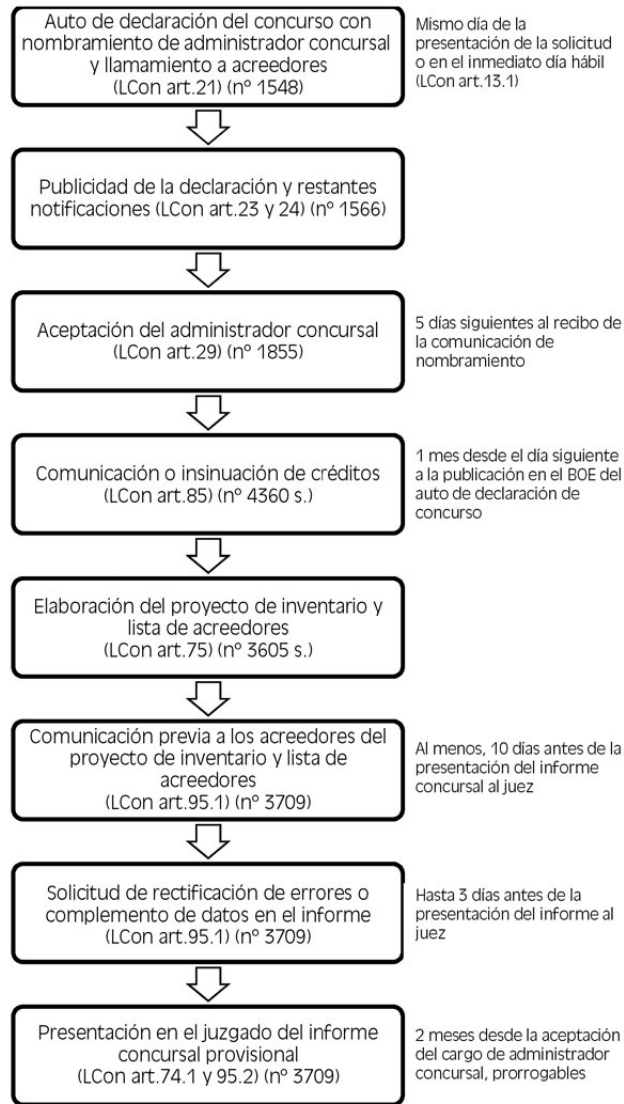 Auto de declaración del concurso con
nombramiento de administrador concursal
y llamamiento a acreedores
(LCon art.21) (nº 1548)
Mismo día de la
presentación de la solicitud
o en el inmediato día hábil
(LCon art.13.1)
Publicidad de la declaración y restantes
notificaciones (LCon art.23 y 24) (nº 1566)
Aceptación del administrador concursal
(LCon art.29) (nº 1855)
5 días siguientes al recibo de
la comunicación de
nombramiento
Comunicación o insinuación de créditos
(LCon art.85) (nº 4360 s.)
1 mes desde el día siguiente
a la publicación en el BOE del
auto de declaración de
concurso
Elaboración del proyecto de inventario y
lista de acreedores
(LCon art.75) (nº 3605 s.)
Comunicación previa a los acreedores del
proyecto de inventario y lista de
acreedores
(LCon art.95.1) (nº 3709)
Al menos, 10 días antes de la
presentación del informe
concursal al juez
Solicitud de rectificación de errores o
complemento de datos en el informe
(LCon art.95.1) (nº 3709)
Hasta 3 días antes de la
presentación del informe al
juez
Presentación en el juzgado del informe
concursal provisional
(LCon art.74.1 y 95.2) (nº 3709)
2 meses desde la aceptación
del cargo de administrador
concursal, prorrogables